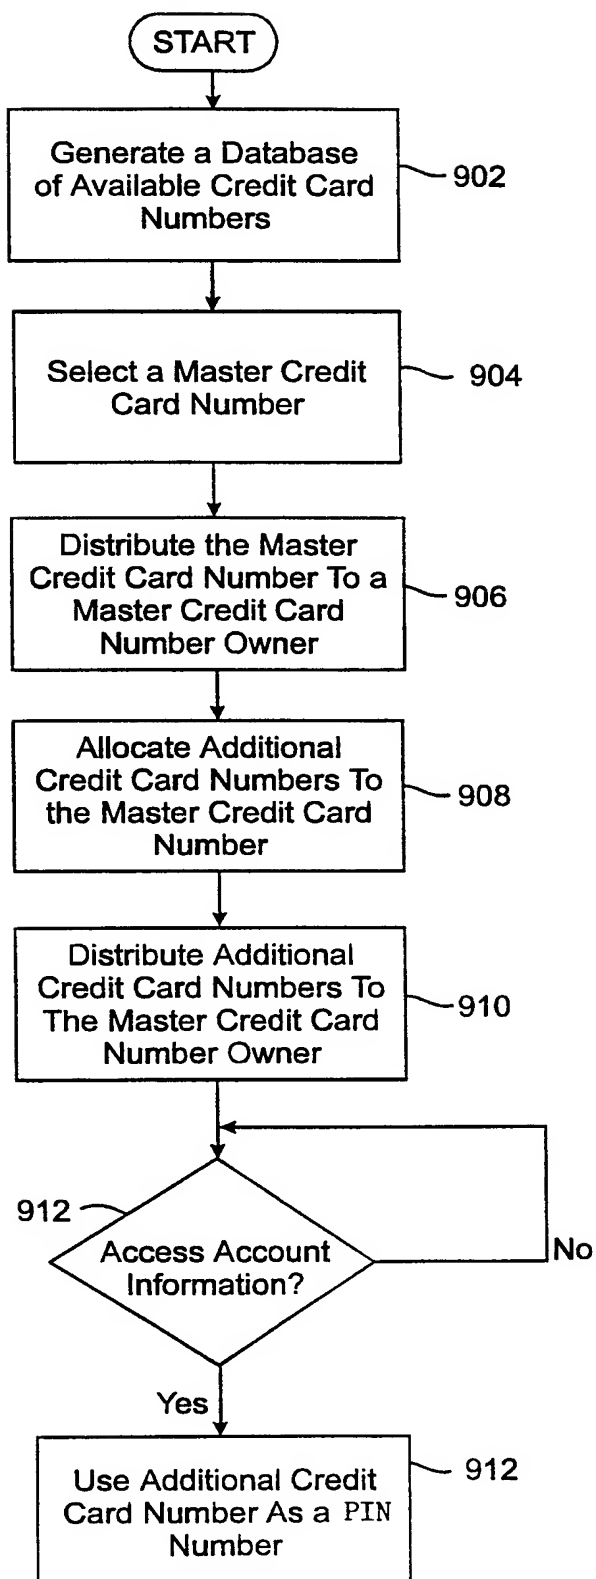 START
Generate a Database
of Available Credit Card
Numbers
902
Select a Master Credit
Card Number
904
Distribute the Master
Credit Card Number To a
Master Credit Card
Number Owner
906
Allocate Additional
Credit Card Numbers To
the Master Credit Card
Number
908
Distribute Additional
Credit Card Numbers To
The Master Credit Card
Number Owner
910
912
Access Account
Information?
No
Yes
Use Additional Credit
Card Number As a PIN
Number
912